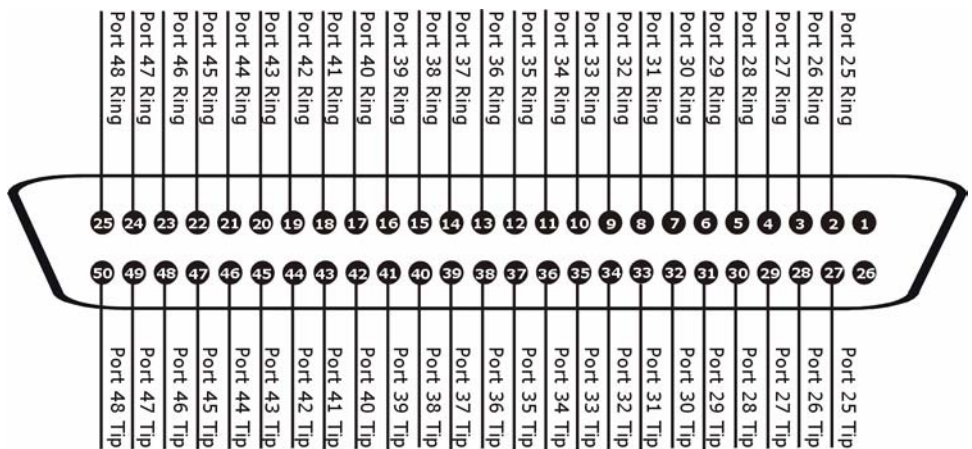 Port 48 Ring
Port 47 Ring
Port 46 Ring
Port 45 Ring
Port 44 Ring
Port 43 Ring
Port 42 Ring
Port 41 Ring
Port 40 Ring
Port 39 Ring
Port 38 Ring
Port 37 Ring
Port 36 Ring
Port 35 Ring
Port 34 Ring
Port 33 Ring
Port 32 Ring
Port 31 Ring
Port 30 Ring
Port 29 Ring
Port 28 Ring
Port 27 Ring
Port 26 Ring
Port 25 Ring
25 24 23 22 21 20 19 18 17 16 15 14 13 12 11 10 9 8 7 6 5 4 3 2 1
50 49 48 47 46 45 44 43 42 41 40 39 38 37 36 35 34 33 32 31 30 29 28 27 26
Port 48 Tip
Port 47 Tip
Port 46 Tip
Port 45 Tip
Port 44 Tip
Port 43 Tip
Port 42 Tip
Port 41 Tip
Port 40 Tip
Port 39 Tip
Port 38 Tip
Port 37 Tip
Port 36 Tip
Port 35 Tip
Port 34 Tip
Port 33 Tip
Port 32 Tip
Port 31 Tip
Port 30 Tip
Port 29 Tip
Port 28 Tip
Port 27 Tip
Port 26 Tip
Port 25 Tip